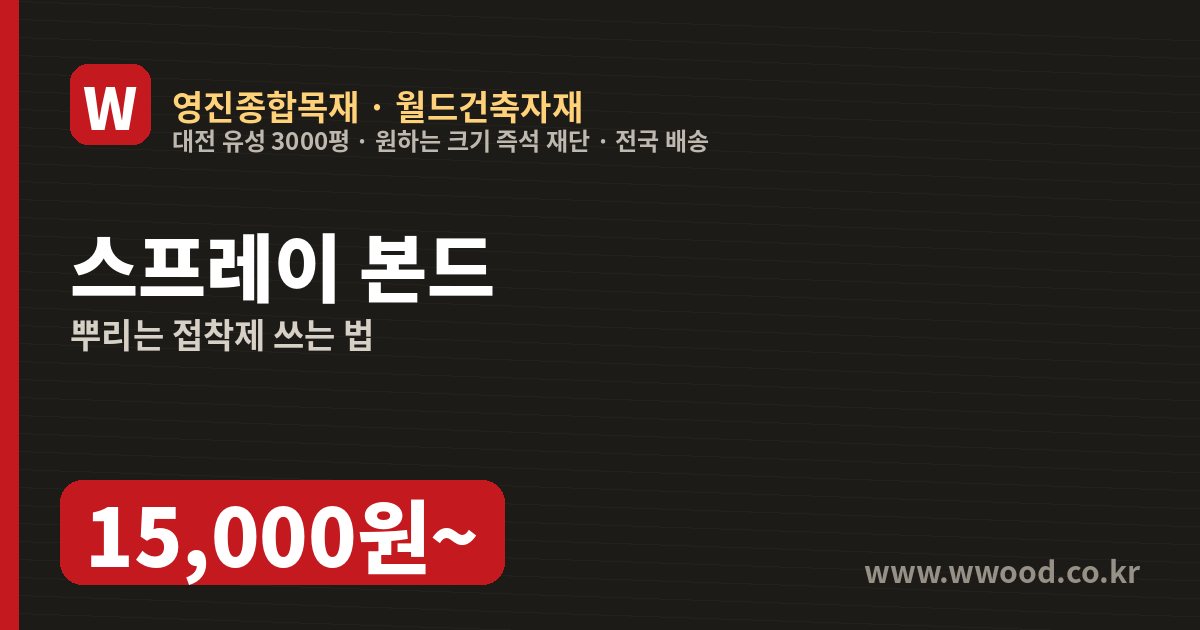 W
영진종합목재 · 월드건축자재
대전 유성 3000평 · 원하는 크기 즉석 재단 · 전국 배송
스프레이 본드
뿌리는 접착제 쓰는 법
15,000원~
www.wwood.co.kr